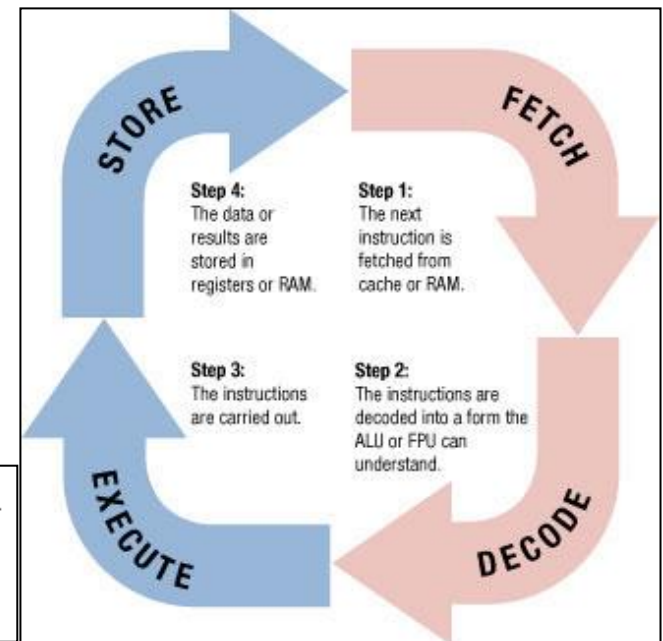 STORE
FETCH
Step 4:
The data or
results are
stored in
registers or RAM.
Step 1:
The next
instruction is
fetched from
cache or RAM.
Step 3:
The instructions
are carried out.
Step 2:
The instructions are
decoded into a form the
ALU or FPU can
understand.
EXECUTE
DECODE